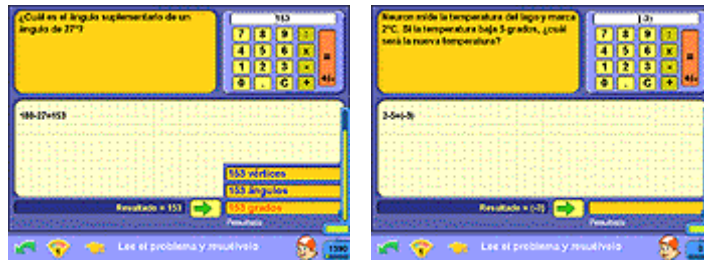 ¿Cuál es el ángulo suplementario de un
ángulo de 27°?
153
7 8 9 :
4 5 6 x
1 2 3 -
0 . C +
=
180-27=153
153 vértices
153 ángulos
153 grados
Resultado = 153
Resultado
Lee el problema y resuélvelo
1590
Neuron mide la temperatura del lago y marca
2°C. Si la temperatura baja 5 grados, ¿cuál
será la nueva temperatura?
(-3)
7 8 9 :
4 5 6 x
1 2 3 -
0 . C +
=
2-5=(-3)
Resultado = (-3)
Resultado
Lee el problema y resuélvelo